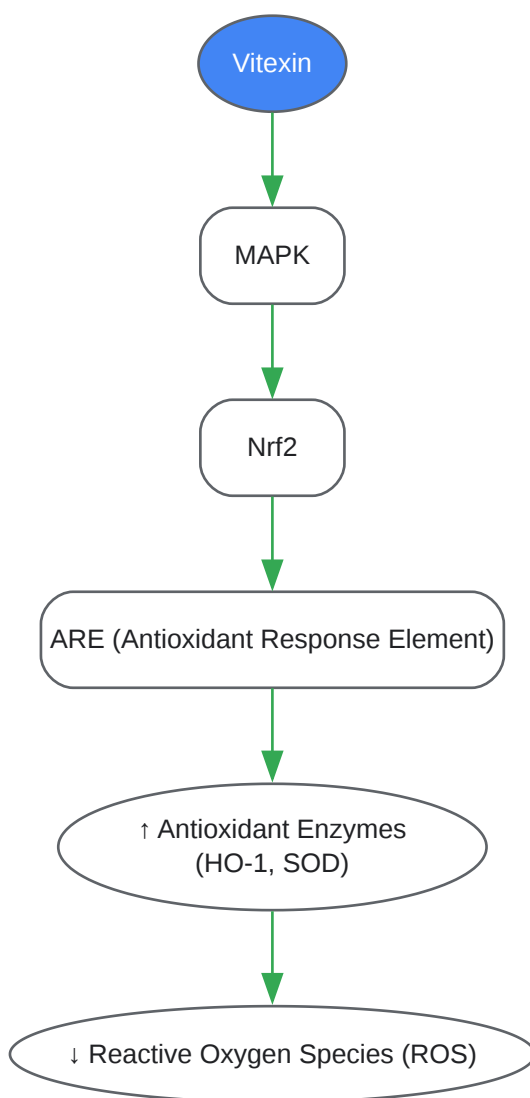 Vitexin
MAPK
Nrf2
ARE (Antioxidant Response Element)
↑ Antioxidant Enzymes
(HO-1, SOD)
↓ Reactive Oxygen Species (ROS)